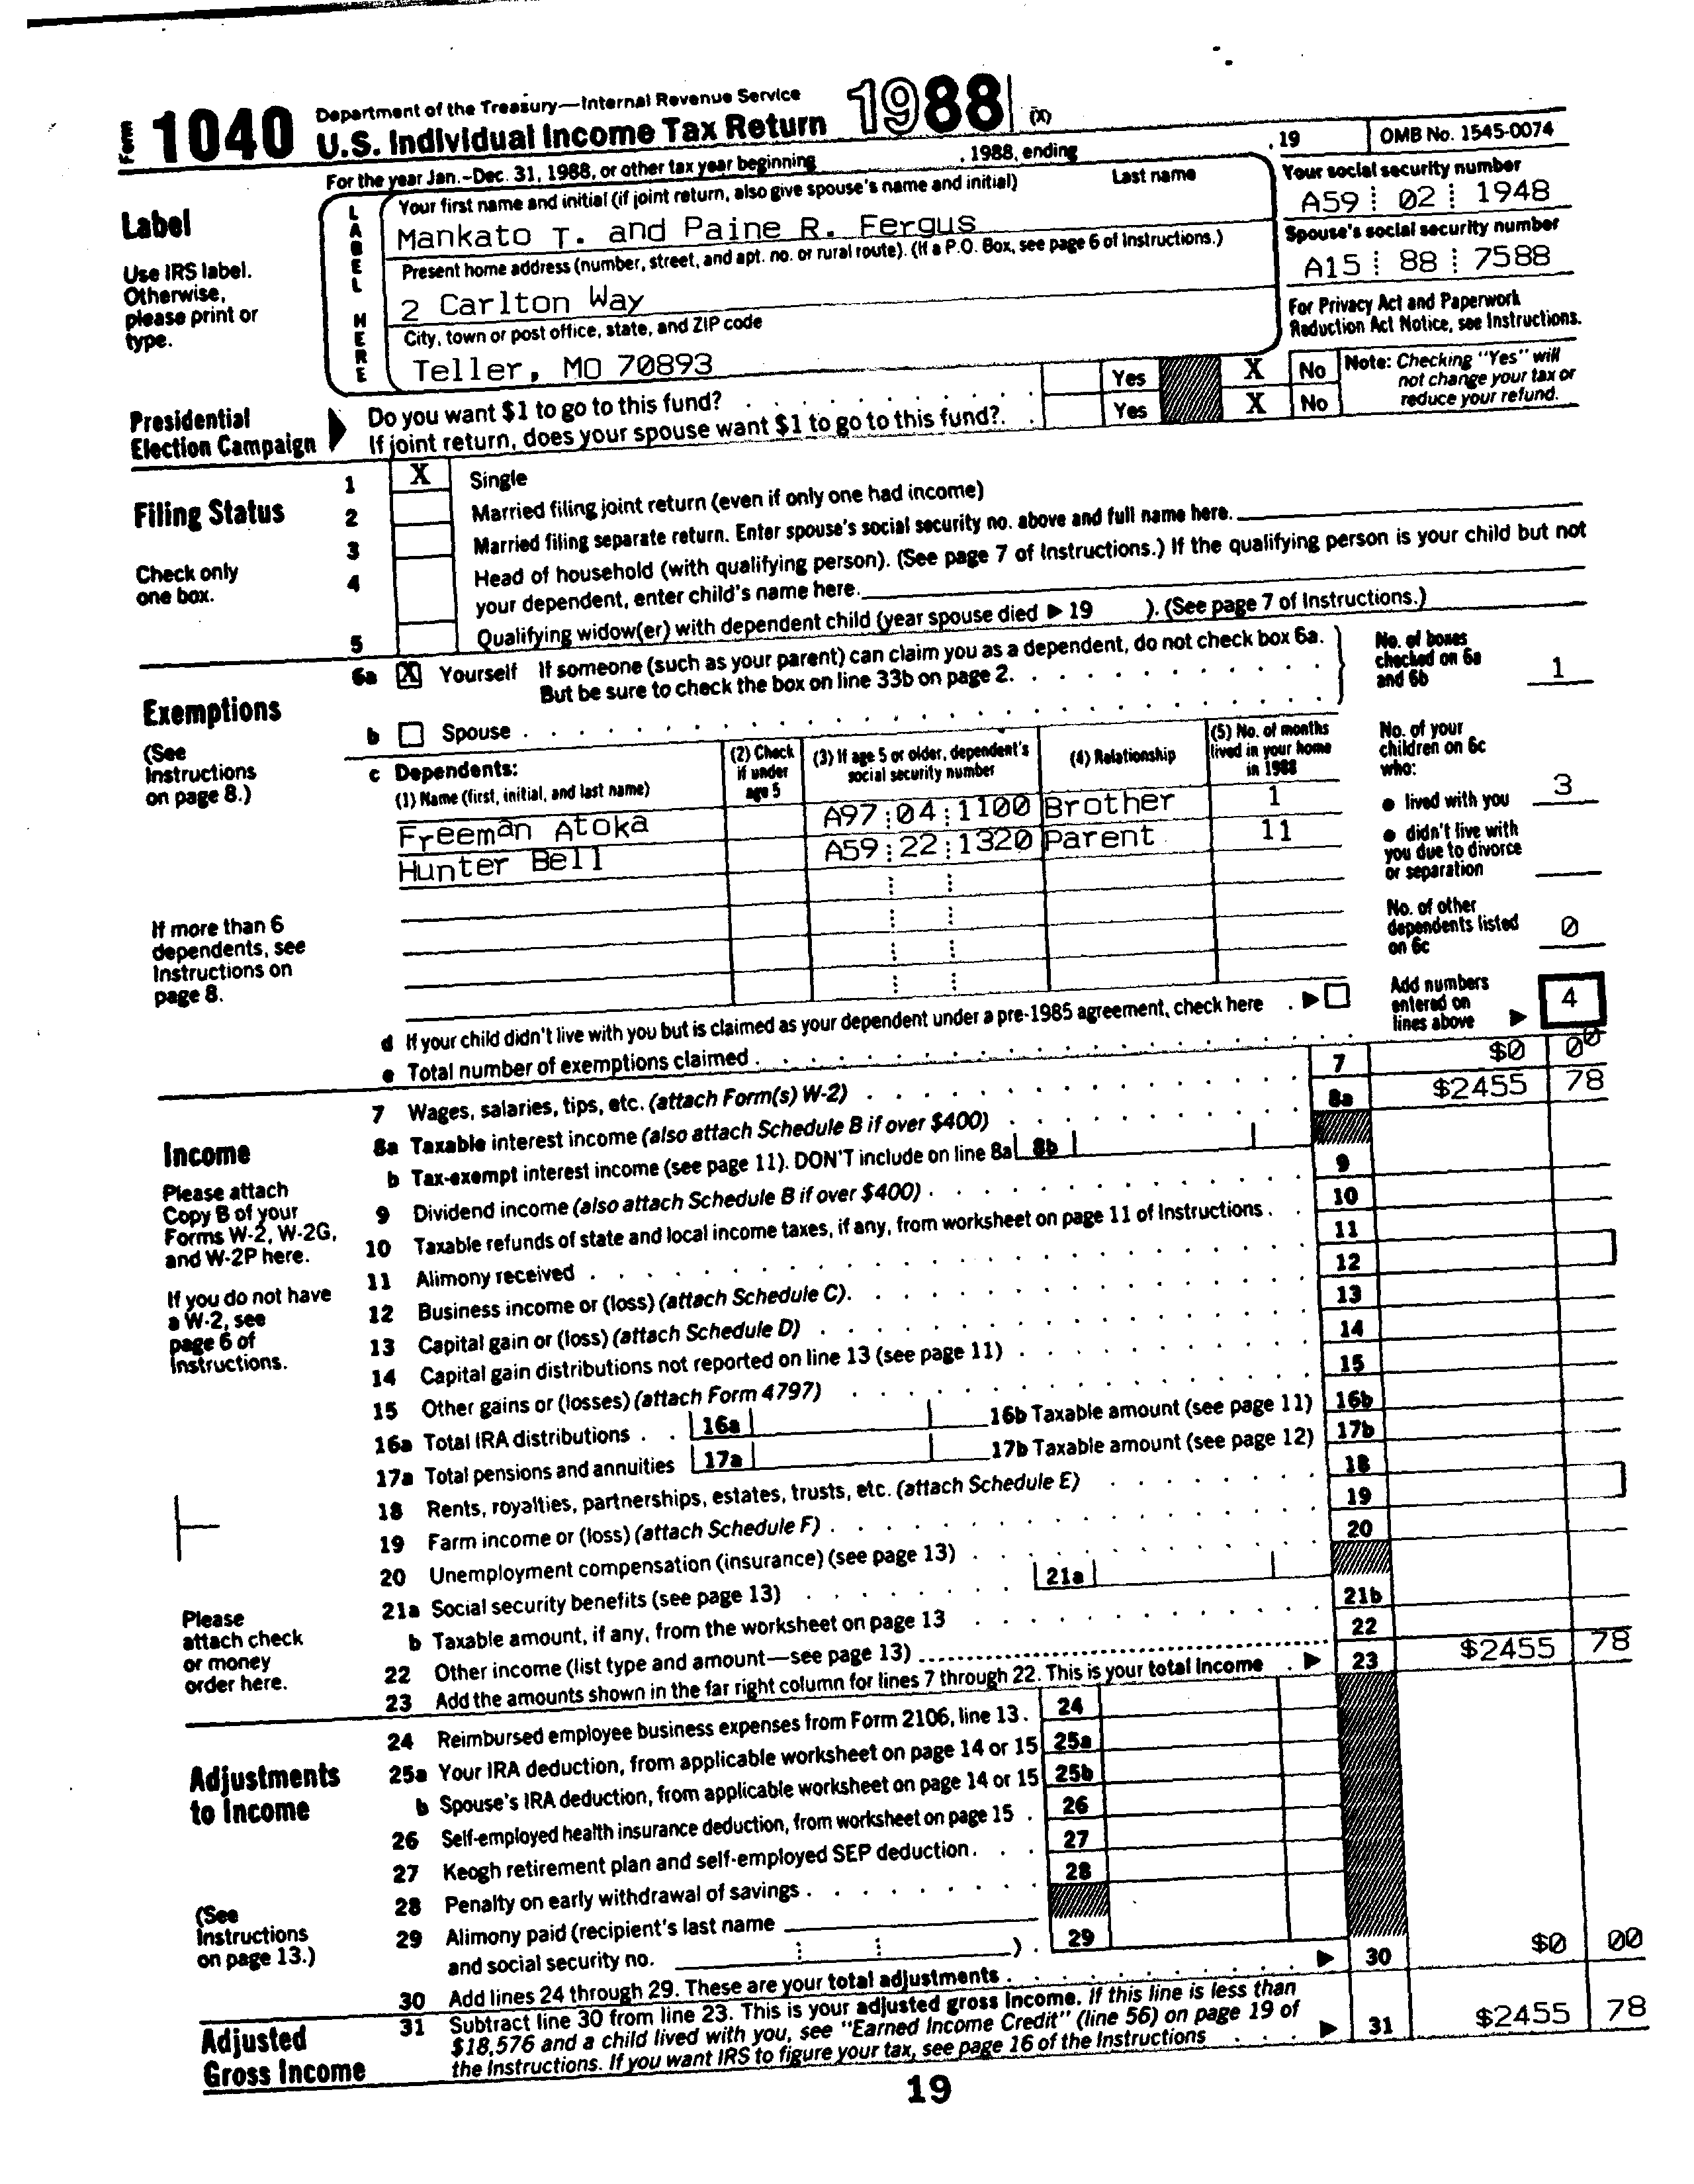 Form 1040 Department of the Treasury—Internal Revenue Service
U.S. Individual Income Tax Return 1988 (X)
For the year Jan.-Dec. 31, 1988, or other tax year beginning , 1988, ending , 19 OMB No. 1545-0074
Label
Use IRS label.
Otherwise,
please print or
type.
LABEL HERE
Your first name and initial (if joint return, also give spouse's name and initial) Last name
Mankato T. and Paine R. Fergus
Present home address (number, street, and apt. no. or rural route). (If a P.O. Box, see page 6 of Instructions.)
2 Carlton Way
City, town or post office, state, and ZIP code
Teller, MO 70893
Your social security number
A59 02 1948
Spouse's social security number
A15 88 7588
For Privacy Act and Paperwork
Reduction Act Notice, see Instructions.
Presidential
Election Campaign
Do you want $1 to go to this fund? Yes X No
If joint return, does your spouse want $1 to go to this fund? Yes X No
Note: Checking "Yes" will
not change your tax or
reduce your refund.
Filing Status
Check only
one box.
1 X Single
2 Married filing joint return (even if only one had income)
3 Married filing separate return. Enter spouse's social security no. above and full name here.
4 Head of household (with qualifying person). (See page 7 of Instructions.) If the qualifying person is your child but not
your dependent, enter child's name here.
5 Qualifying widow(er) with dependent child (year spouse died ▶ 19 ). (See page 7 of Instructions.)
Exemptions
(See
Instructions
on page 8.)
6a X Yourself If someone (such as your parent) can claim you as a dependent, do not check box 6a.
But be sure to check the box on line 33b on page 2.
b Spouse
No. of boxes
checked on 6a
and 6b 1
c Dependents:
(1) Name (first, initial, and last name)
(2) Check
if under
age 5
(3) If age 5 or older, dependent's
social security number
(4) Relationship
(5) No. of months
lived in your home
in 1988
Freeman Atoka A97 04 1100 Brother 1
Hunter Bell A59 22 1320 Parent 11
No. of your
children on 6c
who:
● lived with you 3
● didn't live with
you due to divorce
or separation
No. of other
dependents listed
on 6c 0
If more than 6
dependents, see
Instructions on
page 8.
d If your child didn't live with you but is claimed as your dependent under a pre-1985 agreement, check here ▶
e Total number of exemptions claimed
Add numbers
entered on
lines above ▶ 4
Income
Please attach
Copy B of your
Forms W-2, W-2G,
and W-2P here.
If you do not have
a W-2, see
page 6 of
Instructions.
Please
attach check
or money
order here.
7 Wages, salaries, tips, etc. (attach Form(s) W-2) 7 $0 00
8a Taxable interest income (also attach Schedule B if over $400) 8a $2455 78
b Tax-exempt interest income (see page 11). DON'T include on line 8a 8b
9 Dividend income (also attach Schedule B if over $400) 9
10 Taxable refunds of state and local income taxes, if any, from worksheet on page 11 of Instructions 10
11 Alimony received 11
12 Business income or (loss) (attach Schedule C) 12
13 Capital gain or (loss) (attach Schedule D) 13
14 Capital gain distributions not reported on line 13 (see page 11) 14
15 Other gains or (losses) (attach Form 4797) 15
16a Total IRA distributions 16a 16b Taxable amount (see page 11) 16b
17a Total pensions and annuities 17a 17b Taxable amount (see page 12) 17b
18 Rents, royalties, partnerships, estates, trusts, etc. (attach Schedule E) 18
19 Farm income or (loss) (attach Schedule F) 19
20 Unemployment compensation (insurance) (see page 13) 20
21a Social security benefits (see page 13) 21a
b Taxable amount, if any, from the worksheet on page 13 21b
22 Other income (list type and amount—see page 13) 22
23 Add the amounts shown in the far right column for lines 7 through 22. This is your total income ▶ 23 $2455 78
Adjustments
to Income
(See
Instructions
on page 13.)
24 Reimbursed employee business expenses from Form 2106, line 13. 24
25a Your IRA deduction, from applicable worksheet on page 14 or 15 25a
b Spouse's IRA deduction, from applicable worksheet on page 14 or 15 25b
26 Self-employed health insurance deduction, from worksheet on page 15 26
27 Keogh retirement plan and self-employed SEP deduction 27
28 Penalty on early withdrawal of savings 28
29 Alimony paid (recipient's last name
and social security no. ) 29
30 Add lines 24 through 29. These are your total adjustments ▶ 30 $0 00
Adjusted
Gross Income
31 Subtract line 30 from line 23. This is your adjusted gross income. If this line is less than
$18,576 and a child lived with you, see "Earned Income Credit" (line 56) on page 19 of
the Instructions. If you want IRS to figure your tax, see page 16 of the Instructions ▶ 31 $2455 78
19